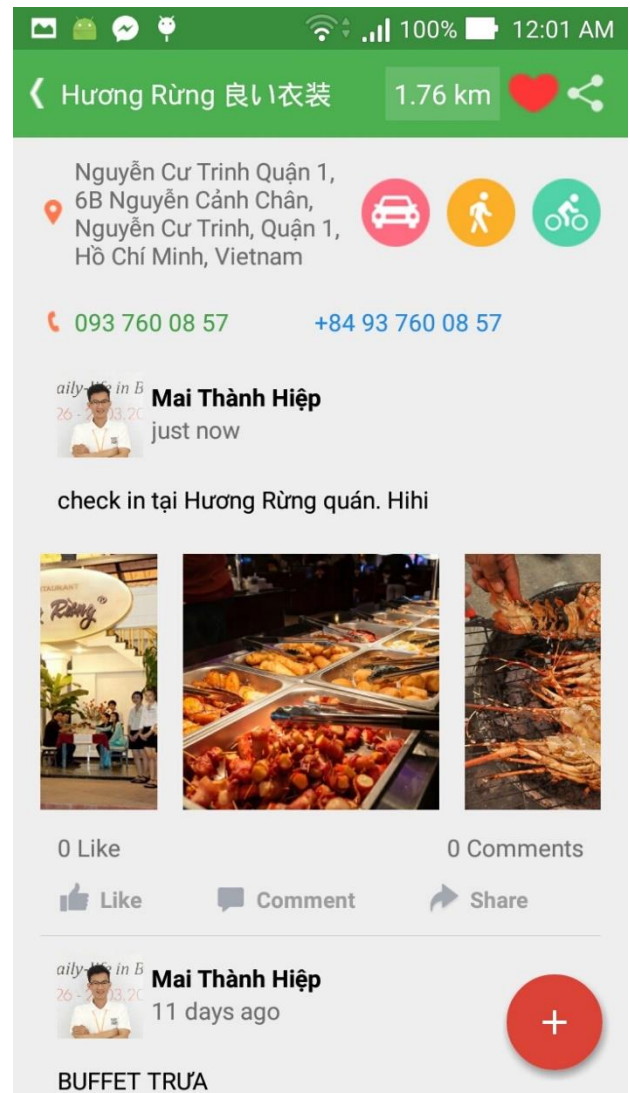 100% 12:01 AM
Hương Rừng 良い衣装 1.76 km
Nguyễn Cư Trinh Quận 1,
6B Nguyễn Cảnh Chân,
Nguyễn Cư Trinh, Quận 1,
Hồ Chí Minh, Vietnam
093 760 08 57 +84 93 760 08 57
Mai Thành Hiệp
just now
check in tại Hương Rừng quán. Hihi
TAURANT
Rừng
0 Like 0 Comments
Like Comment Share
Mai Thành Hiệp
11 days ago
+
BUFFET TRƯA